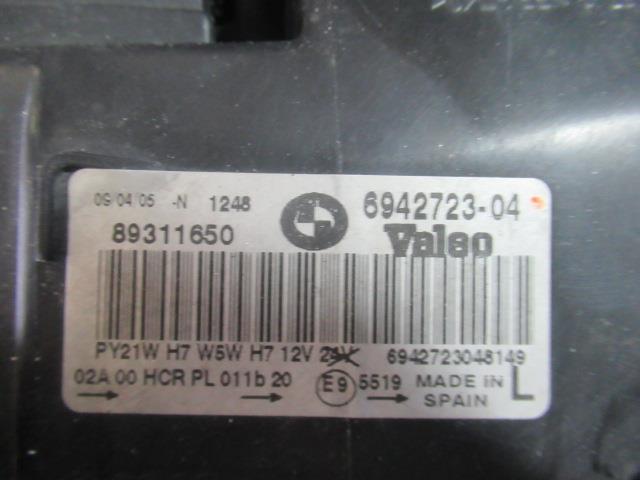 09/04/05 -N 1248 6942723-04
89311650 Valeo
PY21W H7 W5W H7 12V 24V 6942723048149
02A 00 HCR PL 011b 20 E9 5519 MADE IN L
SPAIN